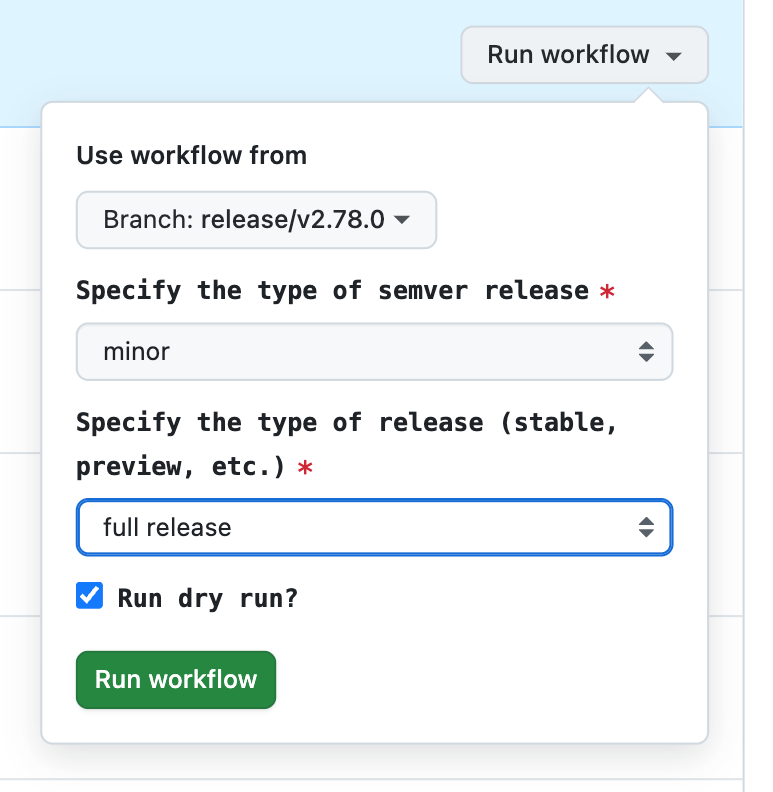 Run workflow
Use workflow from
Branch: release/v2.78.0
Specify the type of semver release *
minor
Specify the type of release (stable,
preview, etc.) *
full release
Run dry run?
Run workflow